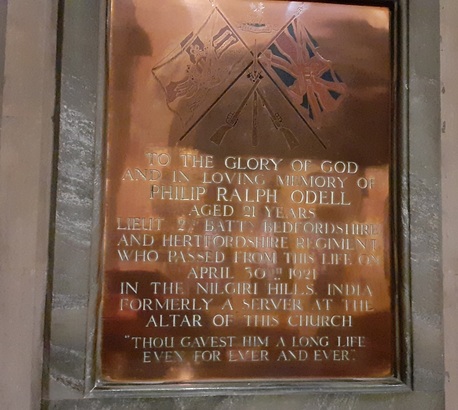 TO THE GLORY OF GOD
AND IN LOVING MEMORY OF
PHILIP RALPH ODELL
AGED 21 YEARS
LIEUT 2ND BATTN BEDFORDSHIRE
AND HERTFORDSHIRE REGIMENT
WHO PASSED FROM THIS LIFE ON
APRIL 30TH 1921
IN THE NILGIRI HILLS, INDIA
FORMERLY A SERVER AT THE
ALTAR OF THIS CHURCH
"THOU GAVEST HIM A LONG LIFE
EVEN FOR EVER AND EVER".